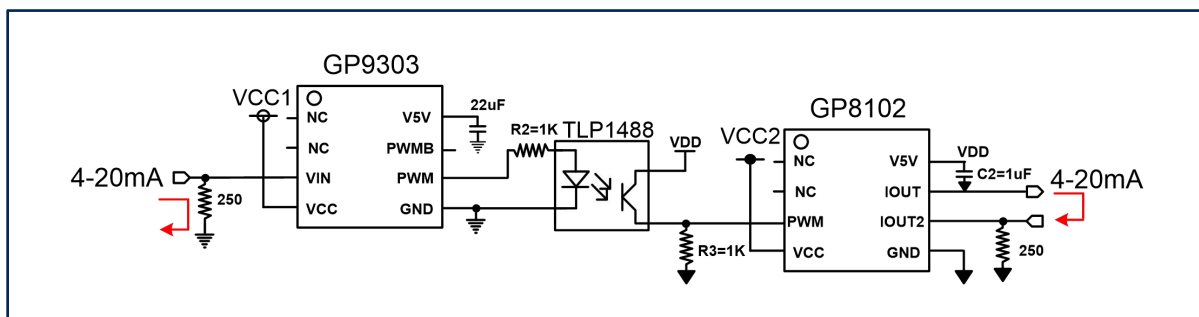 GP9303
VCC1
NC
NC
VIN
VCC
V5V
PWMB
PWM
GND
22uF
4-20mA
250
R2=1K
TLP1488
VDD
R3=1K
GP8102
VCC2
NC
NC
PWM
VCC
V5V
IOUT
IOUT2
GND
VDD
C2=1uF
4-20mA
250